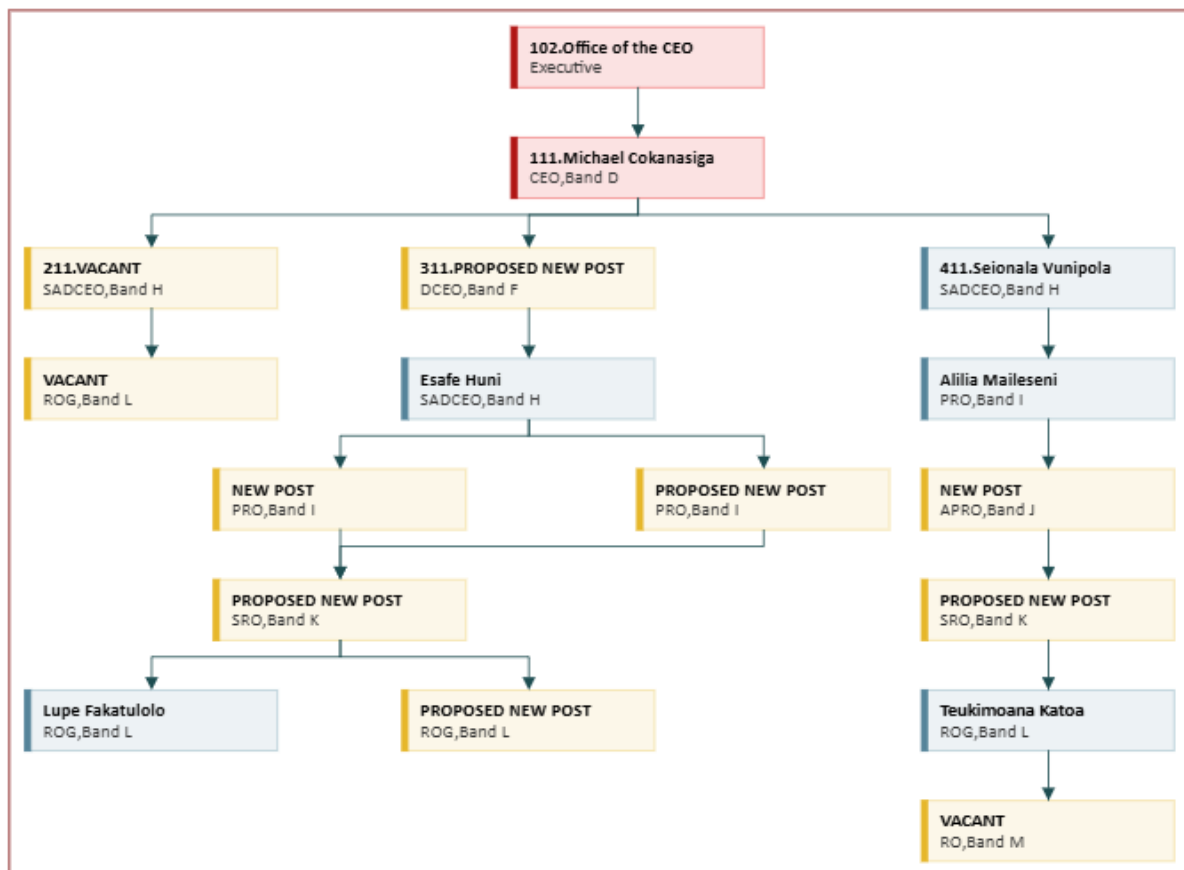 102.Office of the CEO
Executive
111.Michael Cokanasiga
CEO,Band D
211.VACANT
SADCEO,Band H
311.PROPOSED NEW POST
DCEO,Band F
411.Seionala Vunipola
SADCEO,Band H
VACANT
ROG,Band L
Esafe Huni
SADCEO,Band H
Alilia Maileseni
PRO,Band I
NEW POST
PRO,Band I
PROPOSED NEW POST
PRO,Band I
NEW POST
APRO,Band J
PROPOSED NEW POST
SRO,Band K
PROPOSED NEW POST
SRO,Band K
Lupe Fakatulolo
ROG,Band L
PROPOSED NEW POST
ROG,Band L
Teukimoana Katoa
ROG,Band L
VACANT
RO,Band M